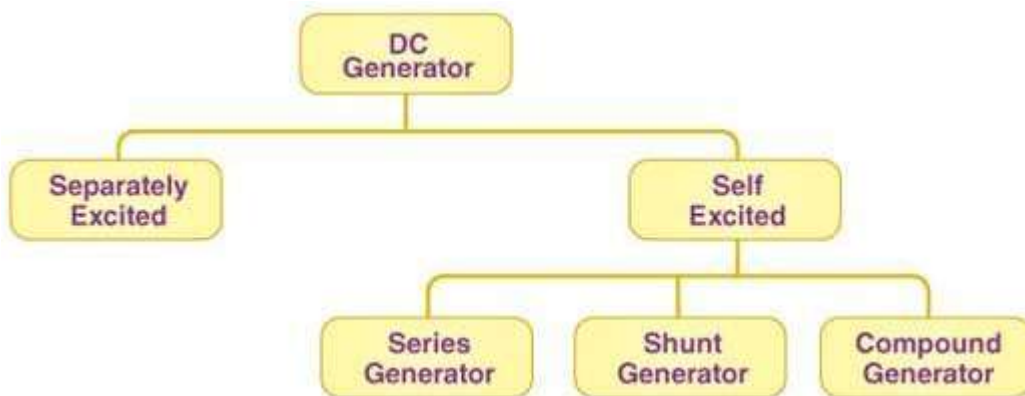 DC
Generator
Separately
Excited
Self
Excited
Series
Generator
Shunt
Generator
Compound
Generator